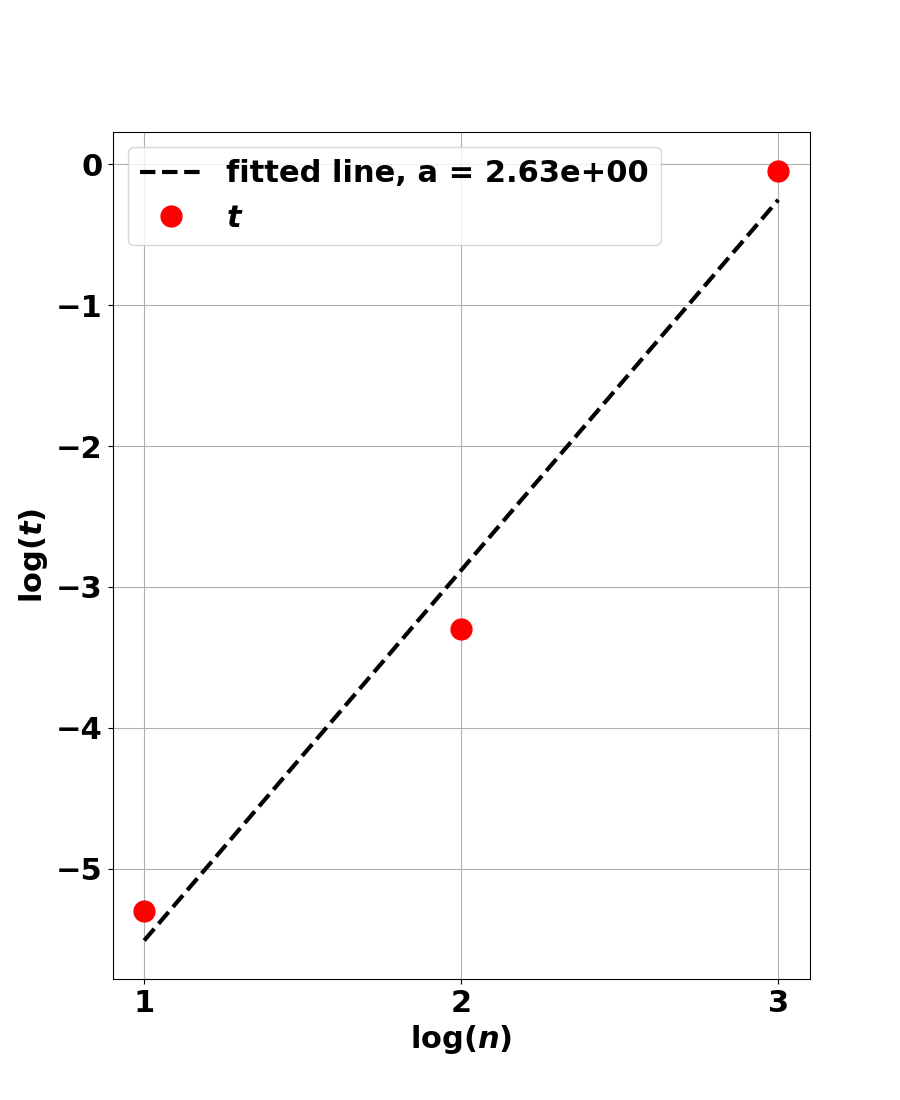 fitted line, a = 2.63e+00
t
0
−1
−2
−3
−4
−5
log(t)
1 2 3
log(n)